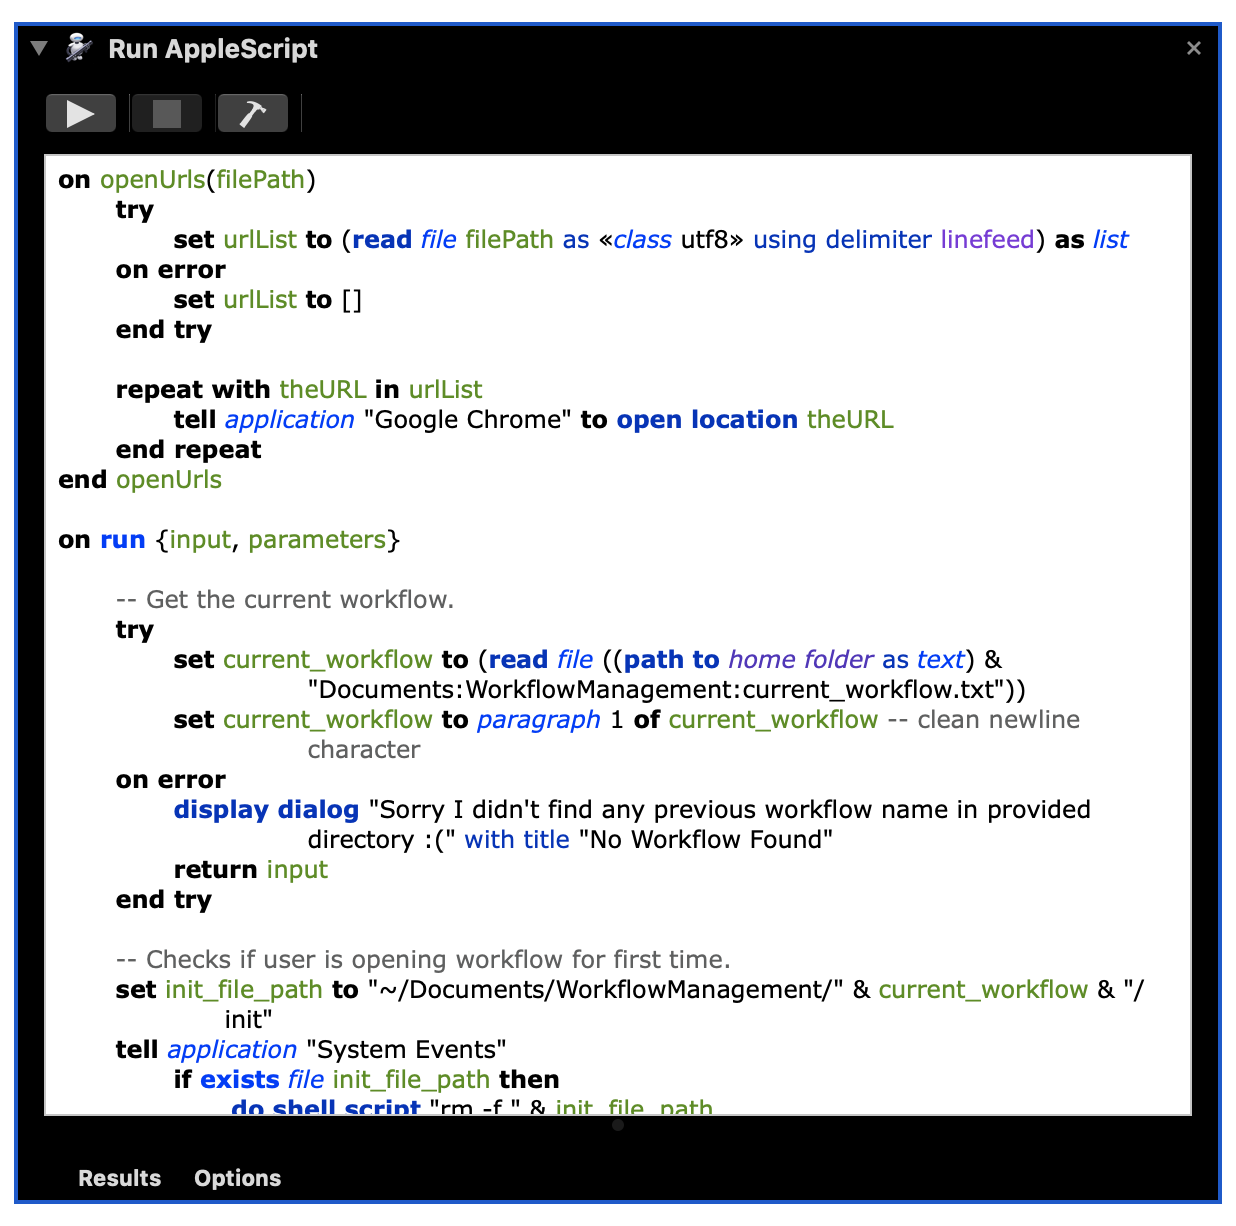 Run AppleScript
on openUrls(filePath)
try
set urlList to (read file filePath as «class utf8» using delimiter linefeed) as list
on error
set urlList to []
end try
repeat with theURL in urlList
tell application "Google Chrome" to open location theURL
end repeat
end openUrls
on run {input, parameters}
-- Get the current workflow.
try
set current_workflow to (read file ((path to home folder as text) &
"Documents:WorkflowManagement:current_workflow.txt"))
set current_workflow to paragraph 1 of current_workflow -- clean newline
character
on error
display dialog "Sorry I didn't find any previous workflow name in provided
directory :(" with title "No Workflow Found"
return input
end try
-- Checks if user is opening workflow for first time.
set init_file_path to "~/Documents/WorkflowManagement/" & current_workflow & "/
init"
tell application "System Events"
if exists file init_file_path then
do shell script "rm -f " & init_file_path
Results Options